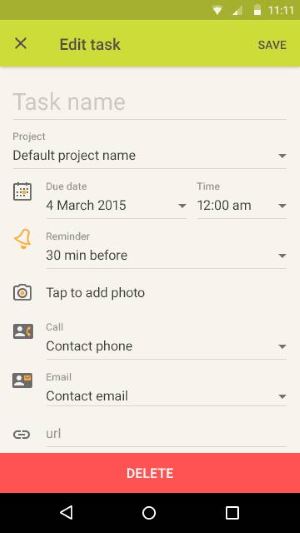 11:11
Edit task
SAVE
Task name
Project
Default project name
Due date
Time
4 March 2015
12:00 am
Reminder
30 min before
Tap to add photo
Call
Contact phone
Email
Contact email
url
DELETE